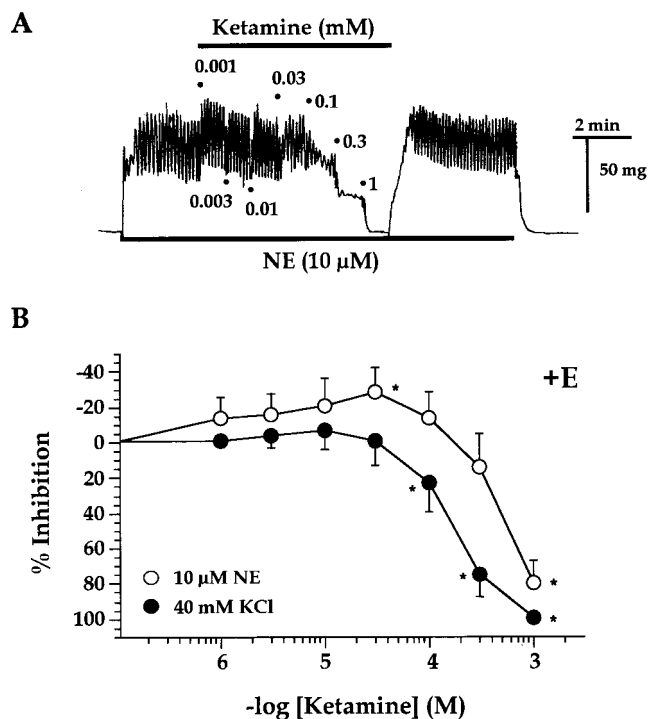 A
Ketamine (mM)
0.001
0.03
0.1
0.3
1
0.003
0.01
2 min
50 mg
NE (10 µM)
B
+E
-40
-20
0
20
40
60
80
100
% Inhibition
*
*
*
*
*
10 µM NE
40 mM KCl
6 5 4 3
-log [Ketamine] (M)